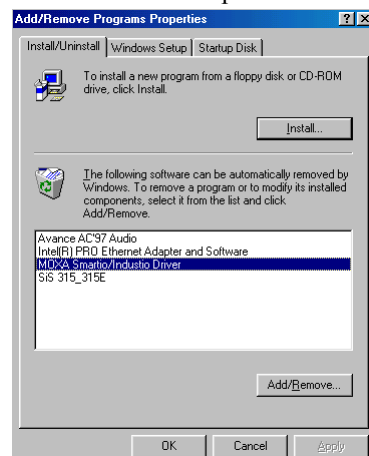 Add/Remove Programs Properties
Install/Uninstall Windows Setup Startup Disk
To install a new program from a floppy disk or CD-ROM
drive, click Install.
Install...
The following software can be automatically removed by
Windows. To remove a program or to modify its installed
components, select it from the list and click
Add/Remove.
Avance AC'97 Audio
Intel(R) PRO Ethernet Adapter and Software
MOXA Smartio/Industio Driver
SiS 315_315E
Add/Remove...
OK Cancel Apply